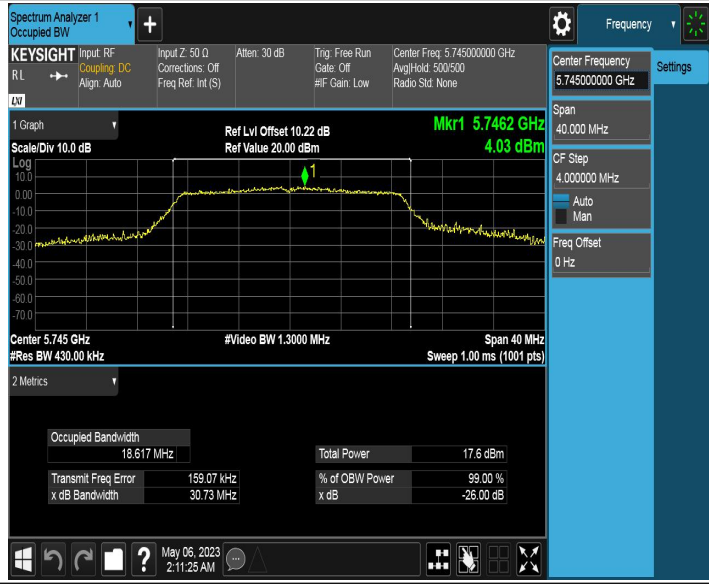 Spectrum Analyzer 1
Occupied BW
Frequency
KEYSIGHT
RL
LXI
Input: RF
Coupling: DC
Align: Auto
Input Z: 50 Ω
Corrections: Off
Freq Ref: Int (S)
Atten: 30 dB
Trig: Free Run
Gate: Off
#IF Gain: Low
Center Freq: 5.745000000 GHz
Avg|Hold: 500/500
Radio Std: None
Center Frequency
5.745000000 GHz
Settings
Span
40.000 MHz
CF Step
4.000000 MHz
Auto
Man
Freq Offset
0 Hz
1 Graph
Scale/Div 10.0 dB
Ref Lvl Offset 10.22 dB
Ref Value 20.00 dBm
Mkr1 5.7462 GHz
4.03 dBm
Log
10.0
0.00
-10.0
-20.0
-30.0
-40.0
-50.0
-60.0
-70.0
1
Center 5.745 GHz
#Video BW 1.3000 MHz
Span 40 MHz
#Res BW 430.00 kHz
Sweep 1.00 ms (1001 pts)
2 Metrics
Occupied Bandwidth
18.617 MHz
Total Power 17.6 dBm
Transmit Freq Error 159.07 kHz
% of OBW Power 99.00 %
x dB Bandwidth 30.73 MHz
x dB -26.00 dB
?
May 06, 2023
2:11:25 AM